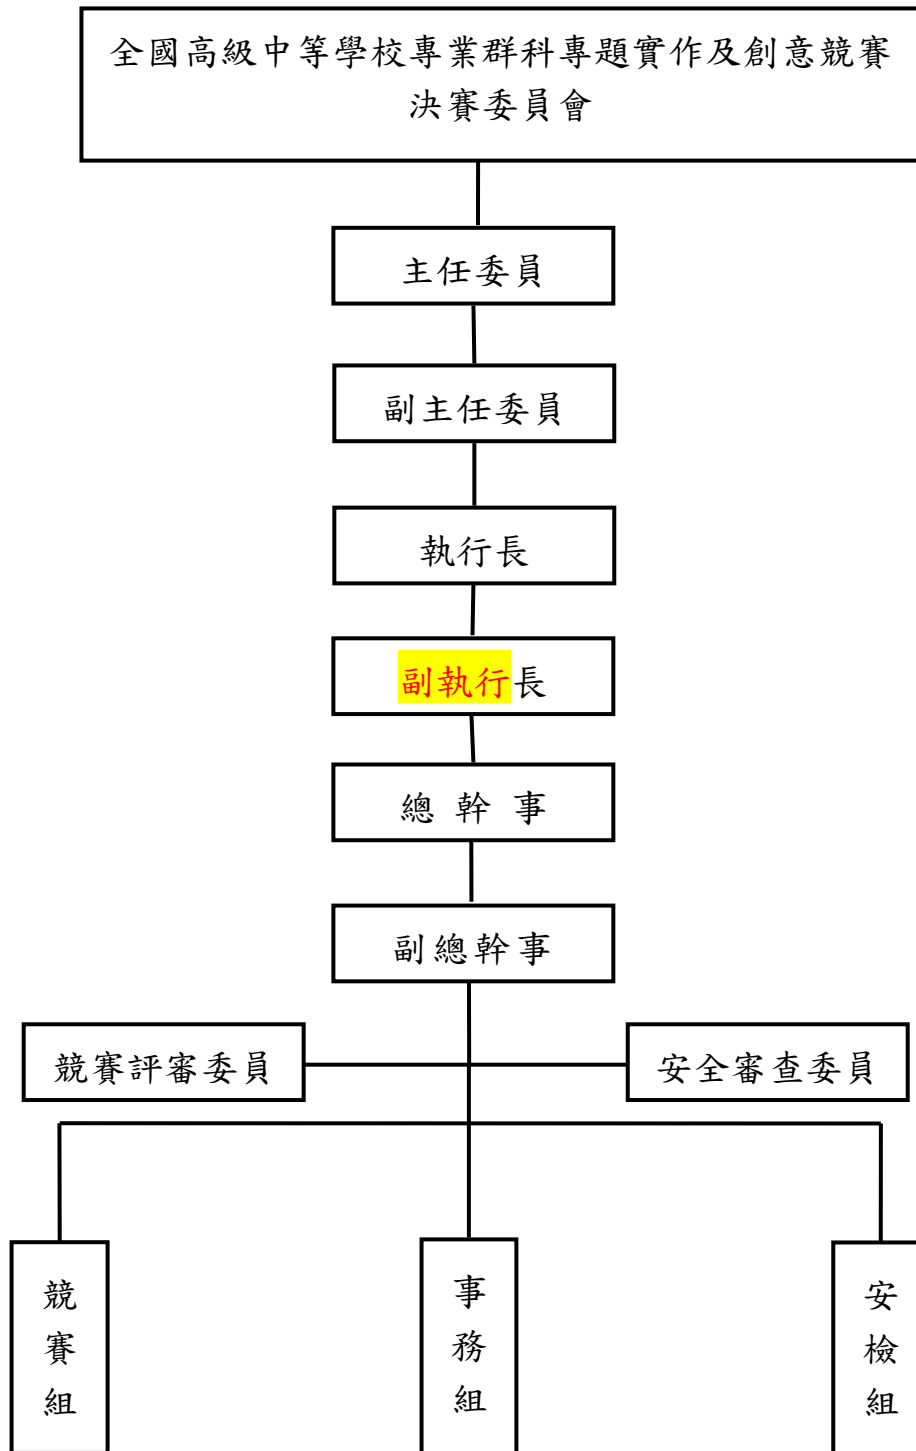 全國高級中等學校專業群科專題實作及創意競賽
決賽委員會
主任委員
副主任委員
執行長
副執行長
總 幹 事
副總幹事
競賽評審委員
安全審查委員
競賽組
事務組
安檢組